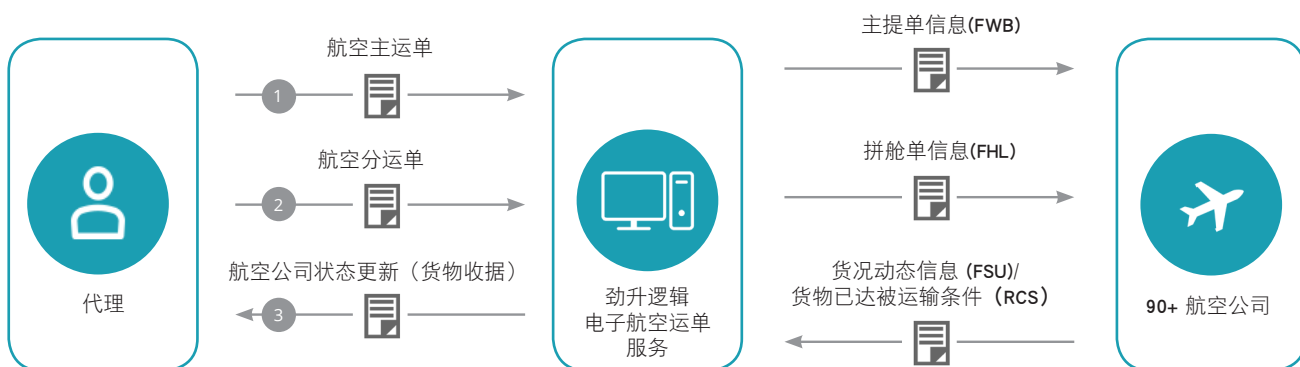 航空主运单
1
航空分运单
2
航空公司状态更新（货物收据）
3
代理
劲升逻辑
电子航空运单
服务
主提单信息(FWB)
拼舱单信息(FHL)
货况动态信息 (FSU)/
货物已达被运输条件（RCS）
90+ 航空公司